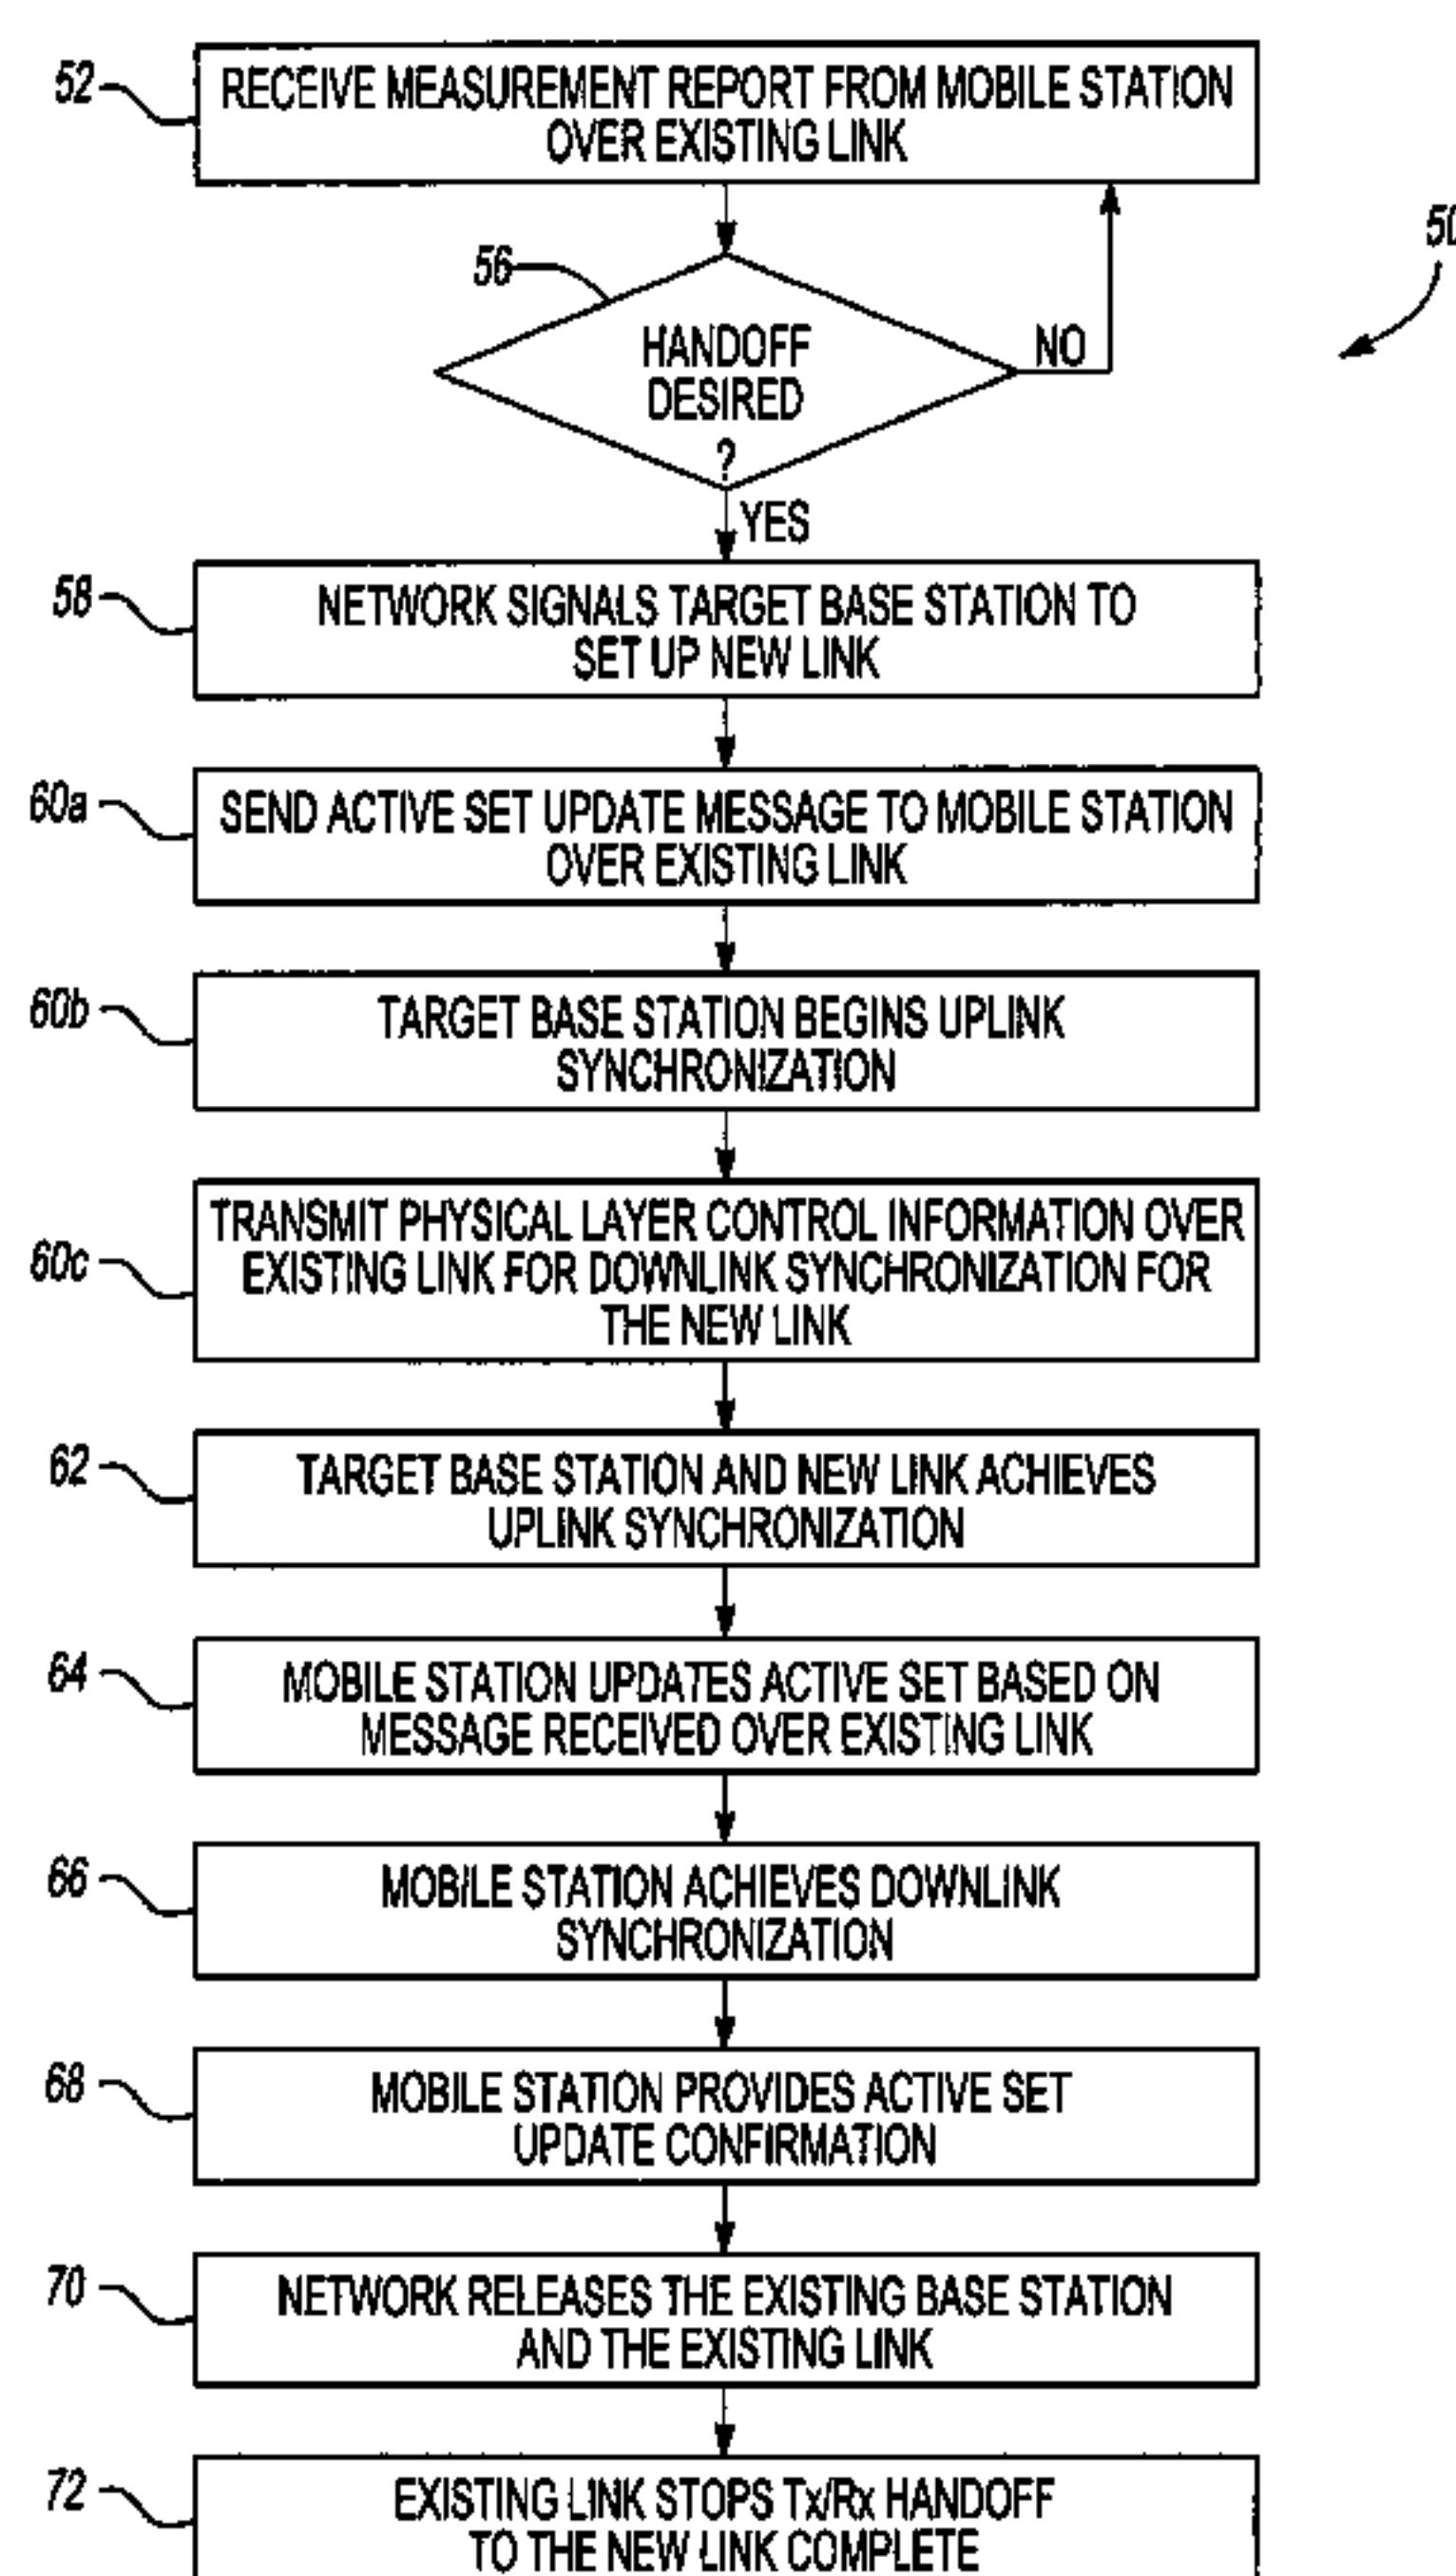 52
RECEIVE MEASUREMENT REPORT FROM MOBILE STATION
OVER EXISTING LINK
56
HANDOFF
DESIRED
?
NO
YES
58
NETWORK SIGNALS TARGET BASE STATION TO
SET UP NEW LINK
60a
SEND ACTIVE SET UPDATE MESSAGE TO MOBILE STATION
OVER EXISTING LINK
60b
TARGET BASE STATION BEGINS UPLINK
SYNCHRONIZATION
60c
TRANSMIT PHYSICAL LAYER CONTROL INFORMATION OVER
EXISTING LINK FOR DOWNLINK SYNCHRONIZATION FOR
THE NEW LINK
62
TARGET BASE STATION AND NEW LINK ACHIEVES
UPLINK SYNCHRONIZATION
64
MOBILE STATION UPDATES ACTIVE SET BASED ON
MESSAGE RECEIVED OVER EXISTING LINK
66
MOBILE STATION ACHIEVES DOWNLINK
SYNCHRONIZATION
68
MOBILE STATION PROVIDES ACTIVE SET
UPDATE CONFIRMATION
70
NETWORK RELEASES THE EXISTING BASE STATION
AND THE EXISTING LINK
72
EXISTING LINK STOPS Tx/Rx HANDOFF
TO THE NEW LINK COMPLETE